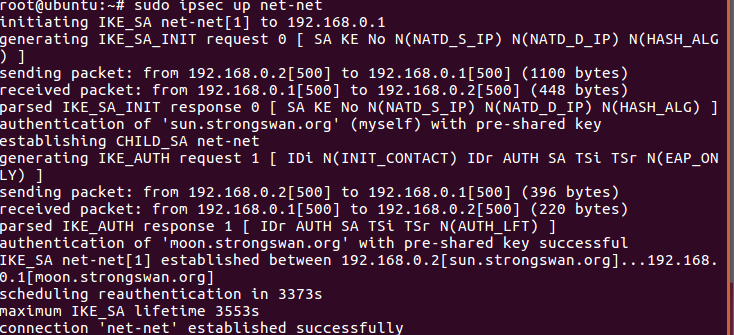 root@ubuntu:~# sudo ipsec up net-net
initiating IKE_SA net-net[1] to 192.168.0.1
generating IKE_SA_INIT request 0 [ SA KE No N(NATD_S_IP) N(NATD_D_IP) N(HASH_ALG
) ]
sending packet: from 192.168.0.2[500] to 192.168.0.1[500] (1100 bytes)
received packet: from 192.168.0.1[500] to 192.168.0.2[500] (448 bytes)
parsed IKE_SA_INIT response 0 [ SA KE No N(NATD_S_IP) N(NATD_D_IP) N(HASH_ALG) ]
authentication of 'sun.strongswan.org' (myself) with pre-shared key
establishing CHILD_SA net-net
generating IKE_AUTH request 1 [ IDi N(INIT_CONTACT) IDr AUTH SA TSi TSr N(EAP_ON
LY) ]
sending packet: from 192.168.0.2[500] to 192.168.0.1[500] (396 bytes)
received packet: from 192.168.0.1[500] to 192.168.0.2[500] (220 bytes)
parsed IKE_AUTH response 1 [ IDr AUTH SA TSi TSr N(AUTH_LFT) ]
authentication of 'moon.strongswan.org' with pre-shared key successful
IKE_SA net-net[1] established between 192.168.0.2[sun.strongswan.org]...192.168.
0.1[moon.strongswan.org]
scheduling reauthentication in 3373s
maximum IKE_SA lifetime 3553s
connection 'net-net' established successfully